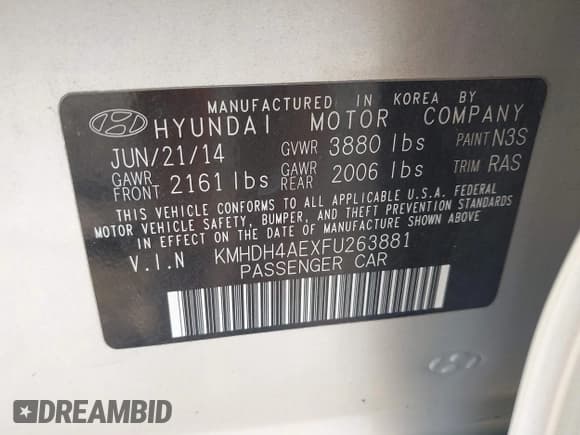 MANUFACTURED IN KOREA BY
HYUNDAI MOTOR COMPANY
JUN/21/14 GVWR 3880 lbs PAINT N3S
GAWR FRONT 2161 lbs GAWR REAR 2006 lbs TRIM RAS
THIS VEHICLE CONFORMS TO ALL APPLICABLE U.S.A. FEDERAL
MOTOR VEHICLE SAFETY, BUMPER, AND THEFT PREVENTION STANDARDS
IN EFFECT ON THE DATE OF MANUFACTURE SHOWN ABOVE.
V.I.N KMHDH4AEXFU263881
PASSENGER CAR
DREAMBID